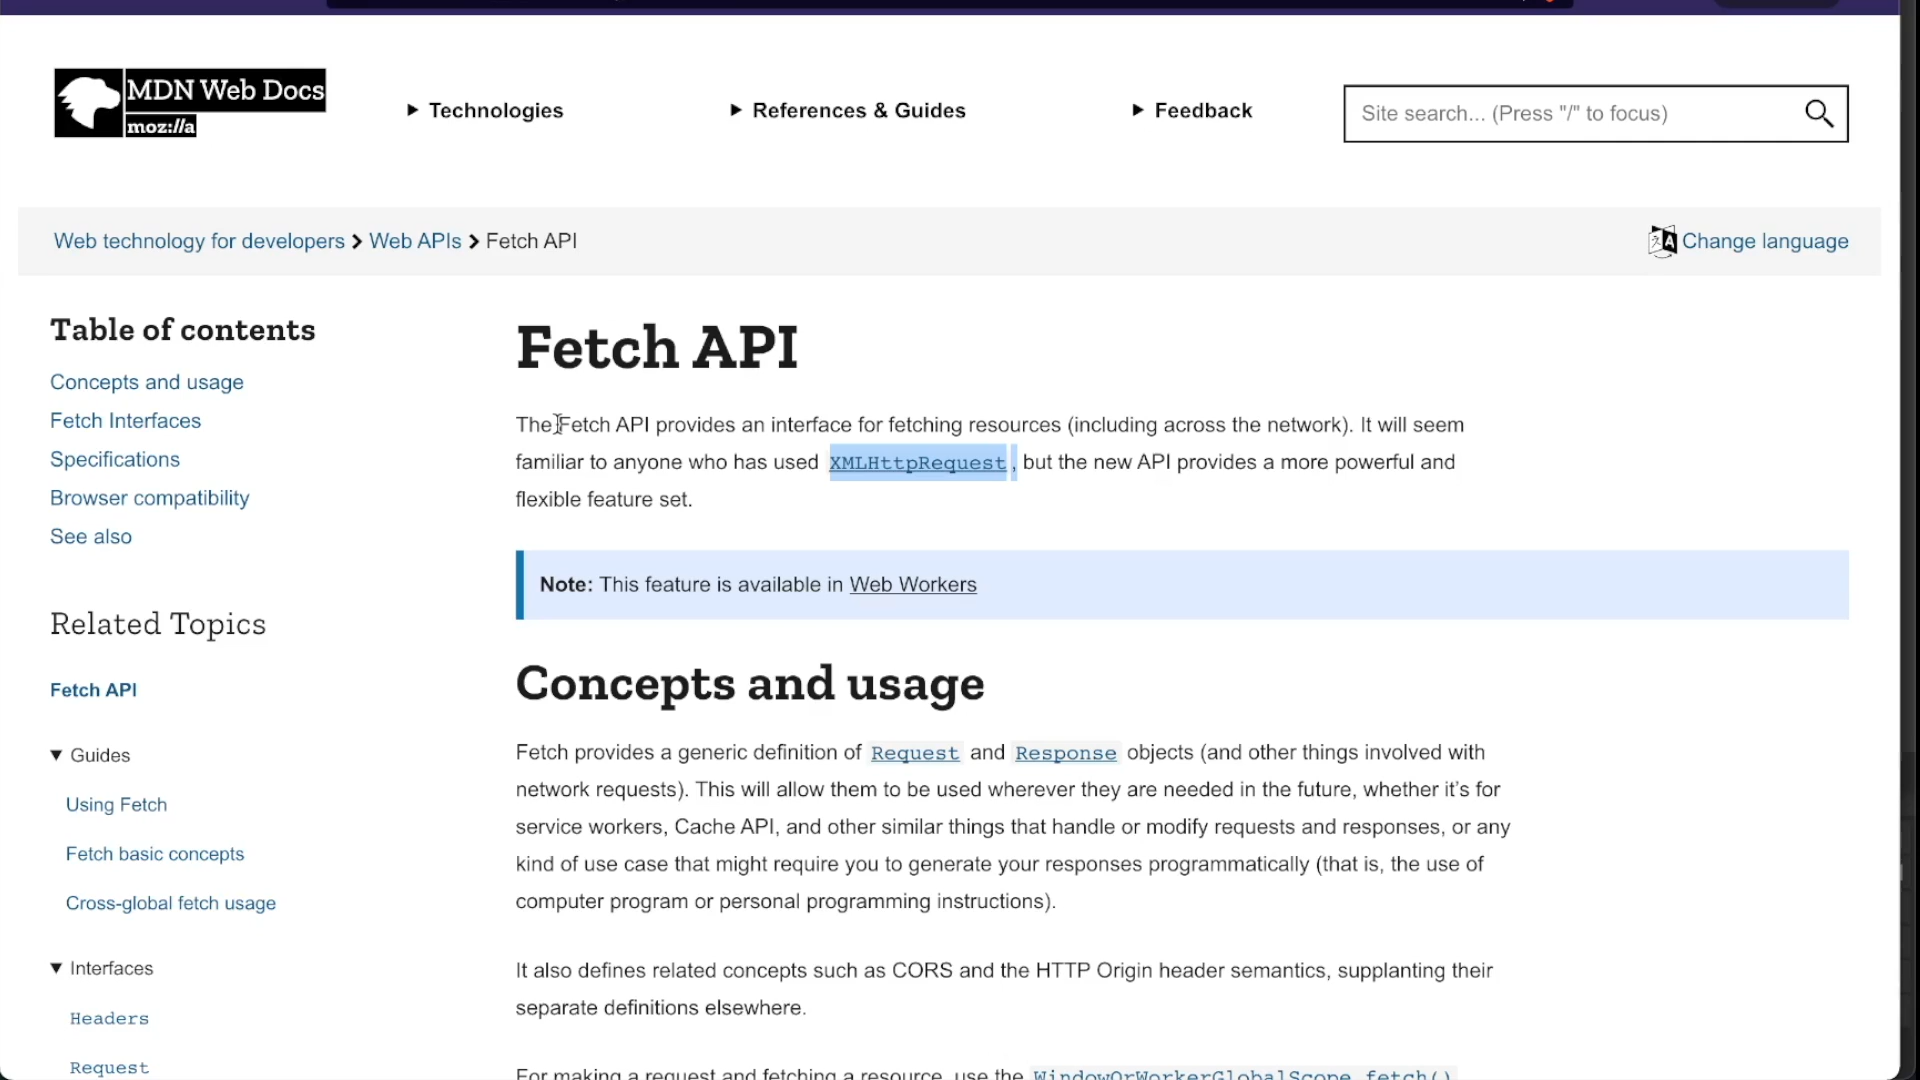 MDN Web Docs
moz://a
Technologies
References & Guides
Feedback
Site search... (Press "/" to focus)
Web technology for developers > Web APIs > Fetch API
Change language
Table of contents
Concepts and usage
Fetch Interfaces
Specifications
Browser compatibility
See also
Related Topics
Fetch API
Guides
Using Fetch
Fetch basic concepts
Cross-global fetch usage
Interfaces
Headers
Request
Fetch API
The Fetch API provides an interface for fetching resources (including across the network). It will seem
familiar to anyone who has used XMLHttpRequest, but the new API provides a more powerful and
flexible feature set.
Note: This feature is available in Web Workers
Concepts and usage
Fetch provides a generic definition of Request and Response objects (and other things involved with
network requests). This will allow them to be used wherever they are needed in the future, whether it’s for
service workers, Cache API, and other similar things that handle or modify requests and responses, or any
kind of use case that might require you to generate your responses programmatically (that is, the use of
computer program or personal programming instructions).
It also defines related concepts such as CORS and the HTTP Origin header semantics, supplanting their
separate definitions elsewhere.
For making a request and fetching a resource, use the WindowOrWorkerGlobalScope.fetch()